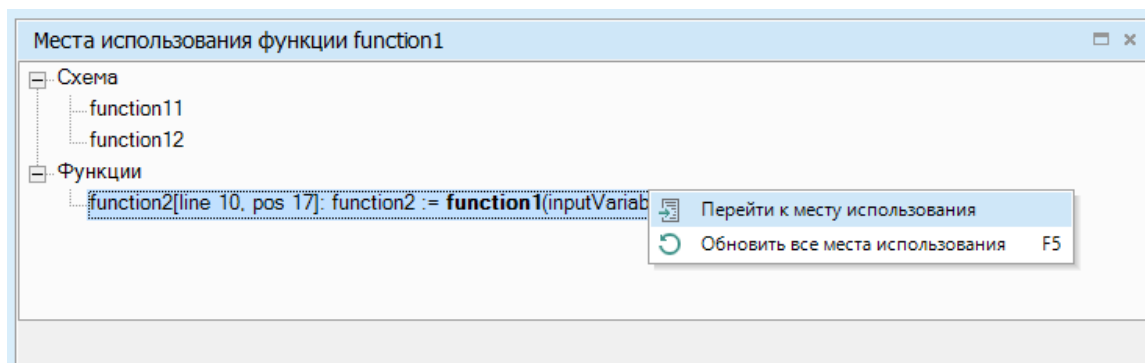 Места использования функции function1
Схема
function11
function12
Функции
function2[line 10, pos 17]: function2 := function1(inputVariab
Перейти к месту использования
Обновить все места использования F5